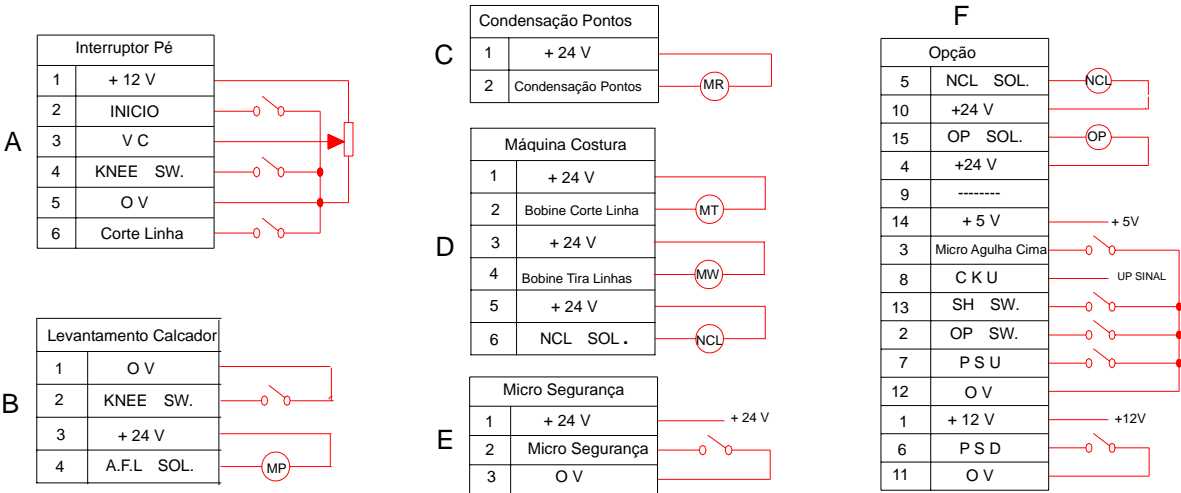 A
Interruptor Pé
1 + 12 V
2 INICIO
3 V C
4 KNEE SW.
5 O V
6 Corte Linha
B
Levantamento Calcador
1 O V
2 KNEE SW.
3 + 24 V
4 A.F.L SOL. MP
C
Condensação Pontos
1 + 24 V
2 Condensação Pontos MR
D
Máquina Costura
1 + 24 V
2 Bobine Corte Linha MT
3 + 24 V
4 Bobine Tira Linhas MW
5 + 24 V
6 NCL SOL. NCL
E
Micro Segurança
1 + 24 V + 24 V
2 Micro Segurança
3 O V
F
Opção
5 NCL SOL. NCL
10 +24 V
15 OP SOL. OP
4 +24 V
9 --------
14 + 5 V + 5V
3 Micro Agulha Cima
8 C K U UP SINAL
13 SH SW.
2 OP SW.
7 P S U
12 O V
1 + 12 V +12V
6 P S D
11 O V